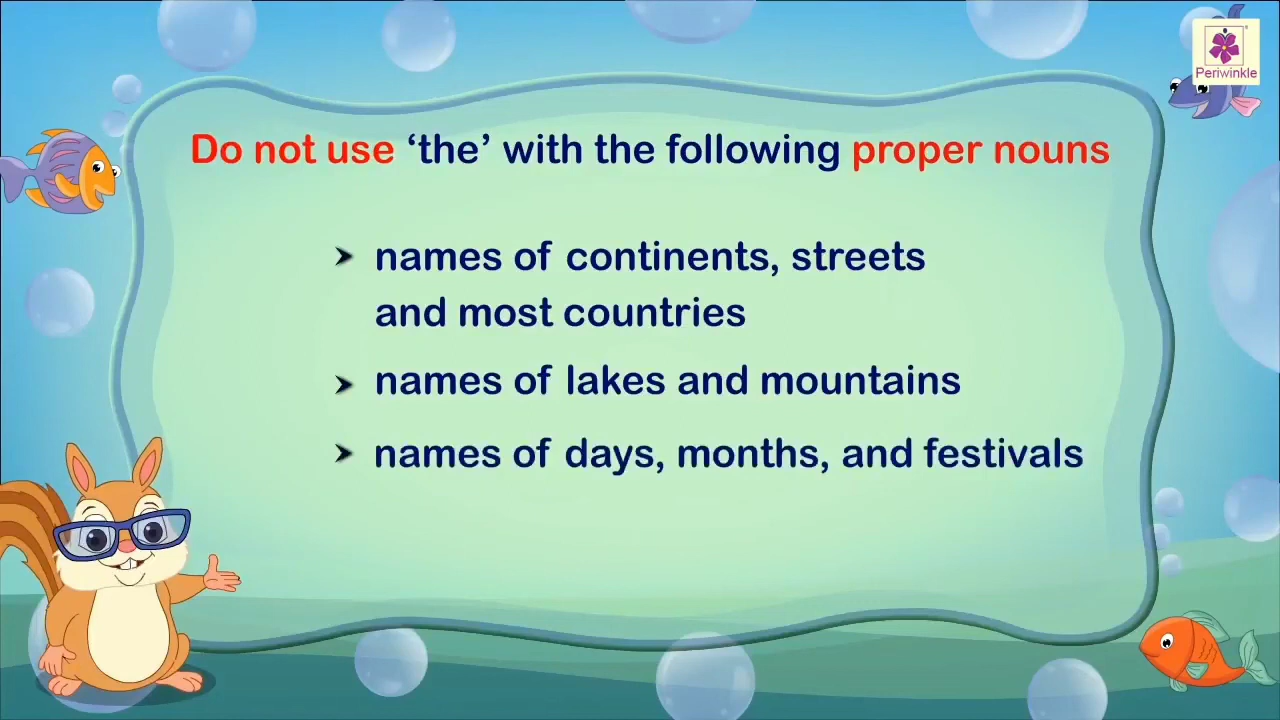 Periwinkle
Do not use ‘the’ with the following proper nouns
➤ names of continents, streets
and most countries
➤ names of lakes and mountains
➤ names of days, months, and festivals